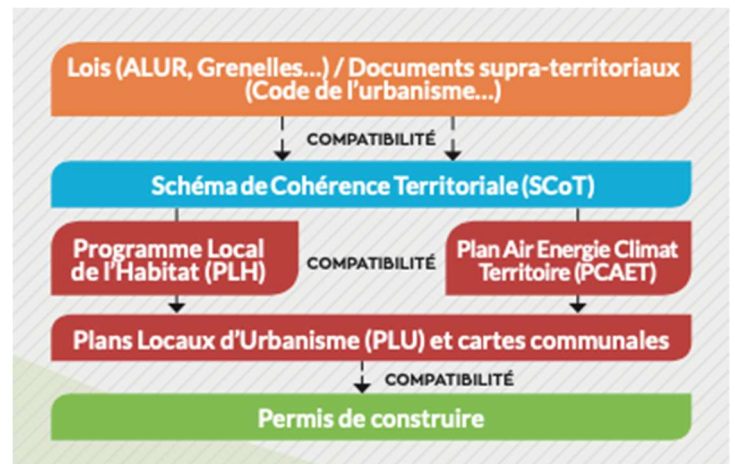 Lois (ALUR, Grenelles...) / Documents supra-territoriaux
(Code de l'urbanisme...)
COMPATIBILITÉ
Schéma de Cohérence Territoriale (SCoT)
Programme Local
de l'Habitat (PLH)
COMPATIBILITÉ
Plan Air Energie Climat
Territoire (PCAET)
Plans Locaux d'Urbanisme (PLU) et cartes communales
COMPATIBILITÉ
Permis de construire